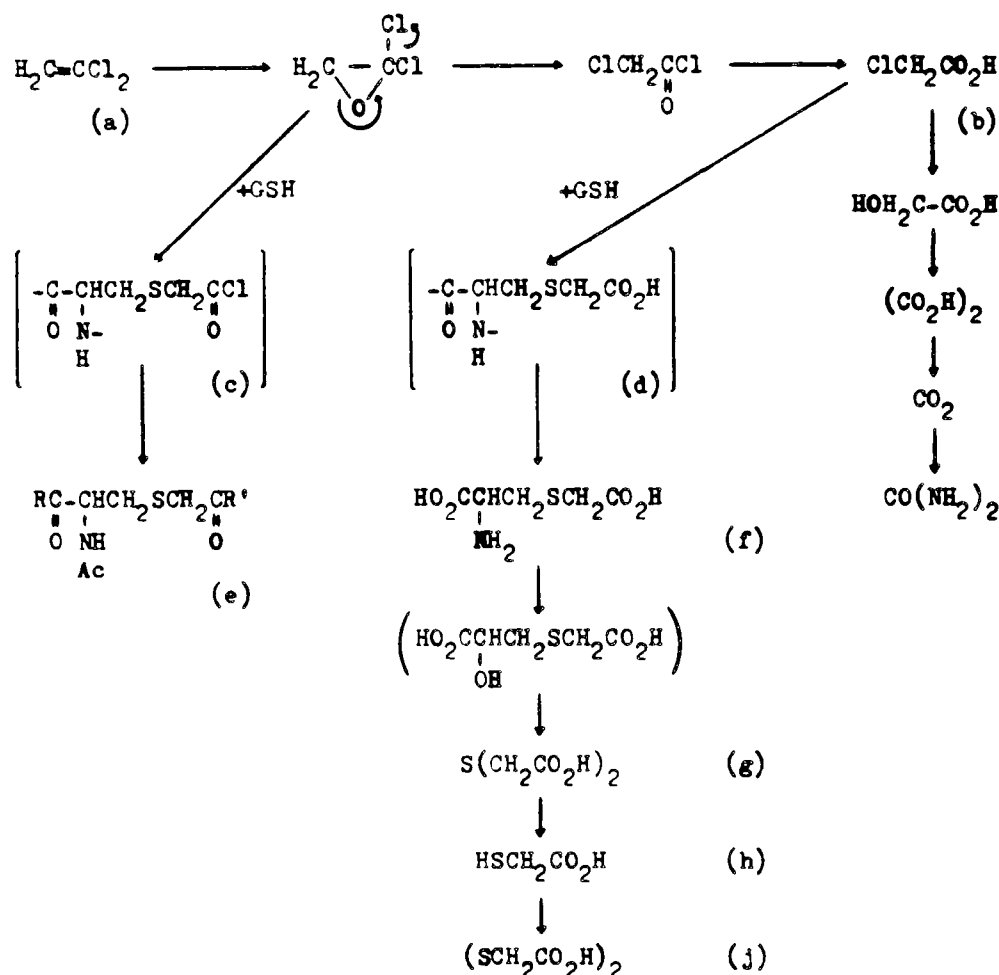 Cl
H₂C=CCl₂ H₂C - CCl ClCH₂CCl ClCH₂CO₂H
O O
(a) (b)
+GSH +GSH
HOH₂C-CO₂H
-C-CHCH₂SCH₂CCl -C-CHCH₂SCH₂CO₂H
O N- O O N-
H H
(CO₂H)₂
(c) (d)
CO₂
RC-CHCH₂SCH₂CR' HO₂CCHCH₂SCH₂CO₂H CO(NH₂)₂
O NH O NH₂ (f)
Ac
(e)
(HO₂CCHCH₂SCH₂CO₂H)
OH
S(CH₂CO₂H)₂ (g)
HSCH₂CO₂H (h)
(SCH₂CO₂H)₂ (j)